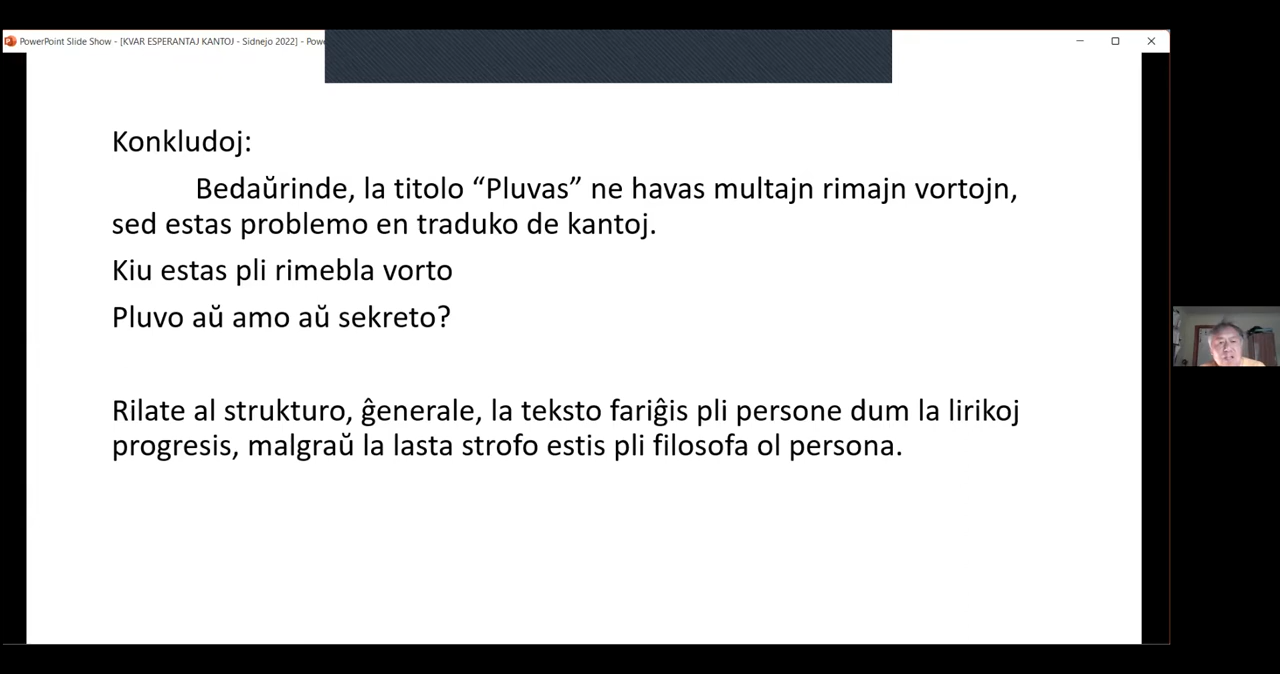 PowerPoint Slide Show - [KVAR ESPERANTAJ KANTOJ - Sidnejo 2022] -
Konkludoj:
Bedaŭrinde, la titolo “Pluvas” ne havas multajn rimajn vortojn,
sed estas problemo en traduko de kantoj.
Kiu estas pli rimebla vorto
Pluvo aŭ amo aŭ sekreto?
Rilate al strukturo, ĝenerale, la teksto fariĝis pli persone dum la lirikoj
progresis, malgraŭ la lasta strofo estis pli filosofa ol persona.